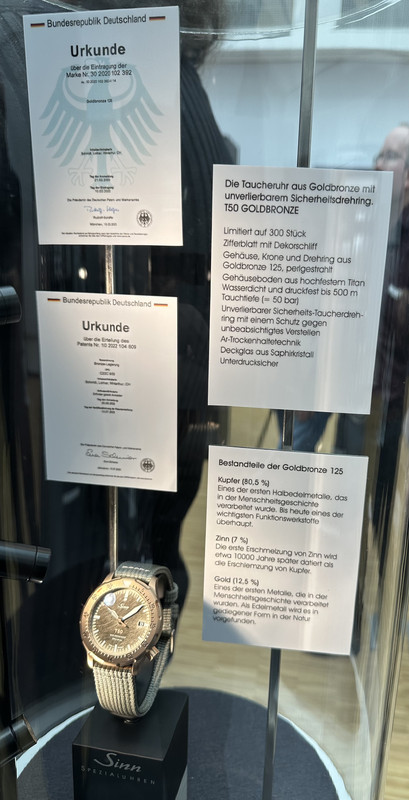 Bundesrepublik Deutschland
Urkunde
über die Eintragung der
Marke Nr. 30 2020 102 392
Goldbronze 125
Bundesrepublik Deutschland
Urkunde
über die Erteilung des
Patents Nr. 10 2022 104 909
Die Taucheruhr aus Goldbronze mit
unverlierbarem Sicherheitsdrehring.
T50 GOLDBRONZE
Limitiert auf 300 Stück
Zifferblatt mit Dekorschliff
Gehäuse, Krone und Drehring aus
Goldbronze 125, perlgestrahlt
Gehäuseboden aus hochfestem Titan
Wasserdicht und druckfest bis 500 m
Tauchtiefe (= 50 bar)
Unverlierbarer Sicherheits-Taucherdreh-
ring mit einem Schutz gegen
unbeabsichtigtes Verstellen
Ar-Trockenhaltetechnik
Deckglas aus Saphirkristall
Unterdrucksicher
Bestandteile der Goldbronze 125
Kupfer (80,5 %)
Eines der ersten Halbedelmetalle, das
in der Menschheitsgeschichte
verarbeitet wurde. Bis heute eines der
wichtigsten Funktionswerkstoffe
überhaupt.
Zinn (7 %)
Die erste Erschmelzung von Zinn wird
etwa 10000 Jahre später datiert als
die Erschlemzung von Kupfer.
Gold (12,5 %)
Eines der ersten Metalle, die in der
Menschheitsgeschichte verarbeitet
wurden. Als Edelmetall wird es in
gediegener Form in der Natur
vorgefunden.
T50
Sinn
SPEZIALUHREN